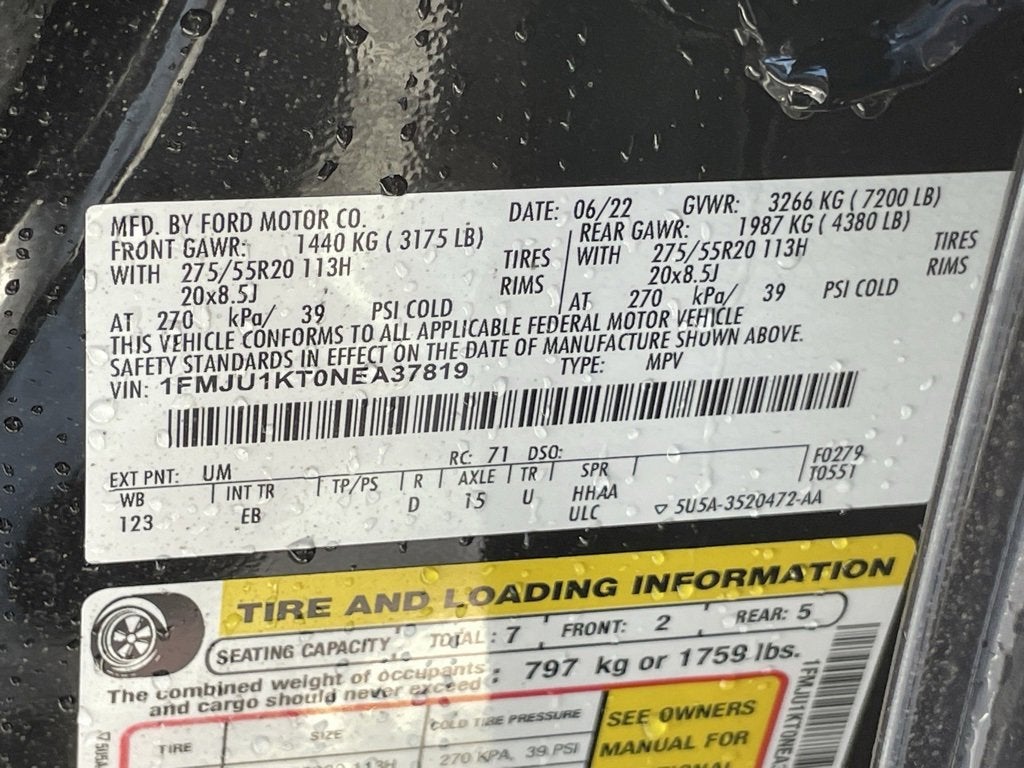 MFD. BY FORD MOTOR CO. DATE: 06/22 GVWR: 3266 KG ( 7200 LB)
FRONT GAWR: 1440 KG ( 3175 LB) REAR GAWR: 1987 KG ( 4380 LB)
WITH 275/55R20 113H TIRES WITH 275/55R20 113H TIRES
20x8.5J RIMS 20x8.5J RIMS
AT 270 kPa/ 39 PSI COLD AT 270 kPa/ 39 PSI COLD
THIS VEHICLE CONFORMS TO ALL APPLICABLE FEDERAL MOTOR VEHICLE
SAFETY STANDARDS IN EFFECT ON THE DATE OF MANUFACTURE SHOWN ABOVE.
VIN: 1FMJU1KT0NEA37819 TYPE: MPV
EXT PNT: UM RC: 71 DSO: F0279
WB INT TR TP/PS R AXLE TR SPR T0551
123 EB D 15 U HHAA
ULC 5U5A-3520472-AA
TIRE AND LOADING INFORMATION
SEATING CAPACITY TOTAL : 7 FRONT: 2 REAR: 5
The combined weight of occupants
and cargo should never exceed : 797 kg or 1759 lbs.
TIRE SIZE COLD TIRE PRESSURE SEE OWNERS
113H 270 KPA, 39 PSI MANUAL FOR
1FMJU1KT0NEA